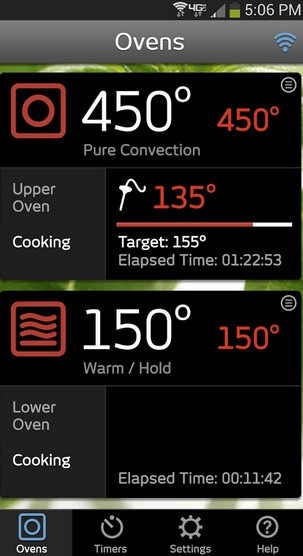 4G 5:06 PM
Ovens
450° 450°
Pure Convection
Upper
Oven
Cooking
135°
Target: 155°
Elapsed Time: 01:22:53
150° 150°
Warm / Hold
Lower
Oven
Cooking
Elapsed Time: 00:11:42
Ovens Timers Settings Help